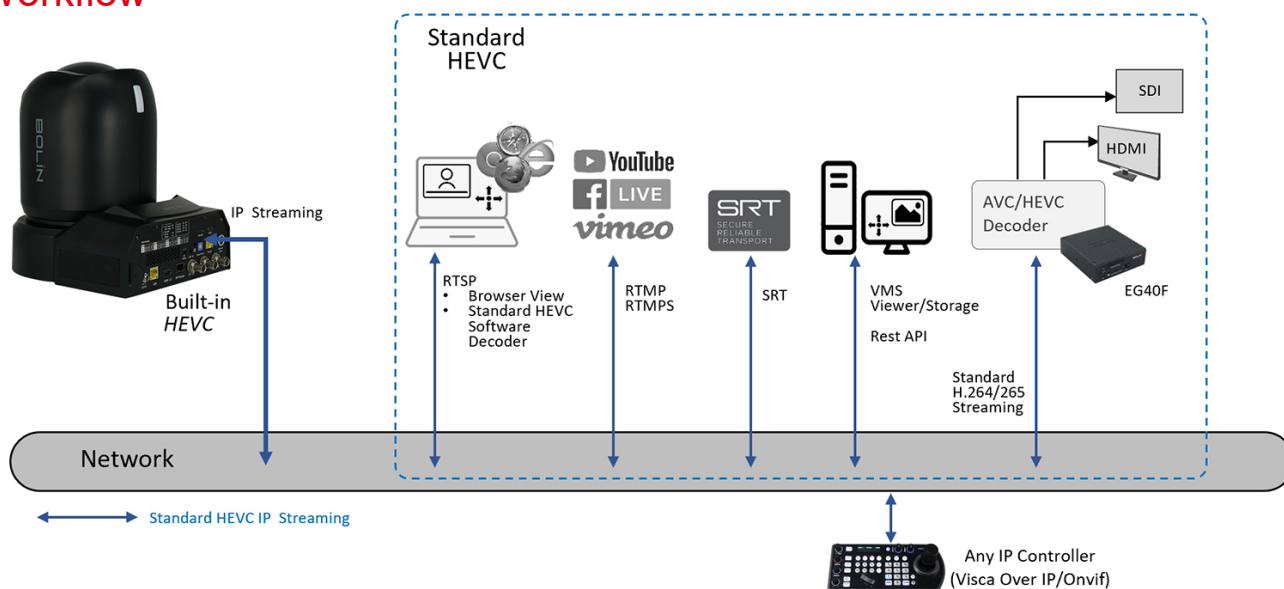 workflow
Standard
HEVC
SDI
HDMI
BOLIN
YouTube
f LIVE
vimeo
SRT
SECURE
RELIABLE
TRANSPORT
AVC/HEVC
Decoder
IP Streaming
EG40F
Built-in
HEVC
RTSP
• Browser View
• Standard HEVC
Software
Decoder
RTMP
RTMPS
SRT
VMS
Viewer/Storage
Rest API
Standard
H.264/265
Streaming
Network
Standard HEVC IP Streaming
Any IP Controller
(Visca Over IP/Onvif)